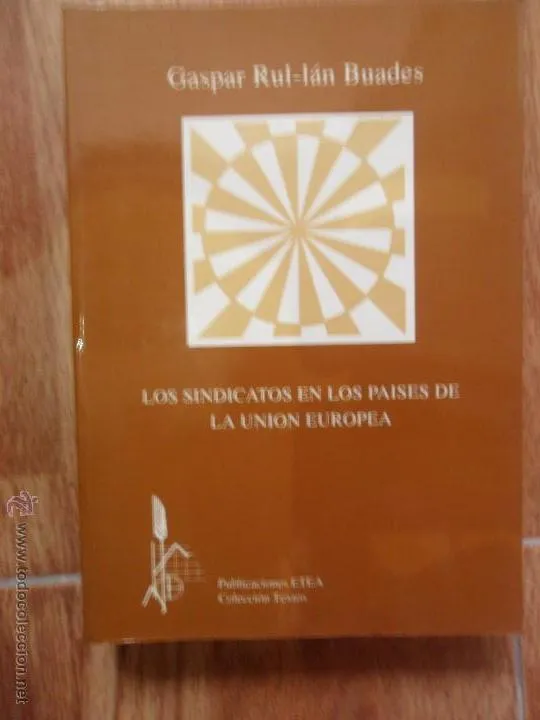 Gaspar Rul-lán Buades
LOS SINDICATOS EN LOS PAISES DE
LA UNION EUROPEA
Publicaciones ETEA
Colección Textos
© www.todocoleccion.net